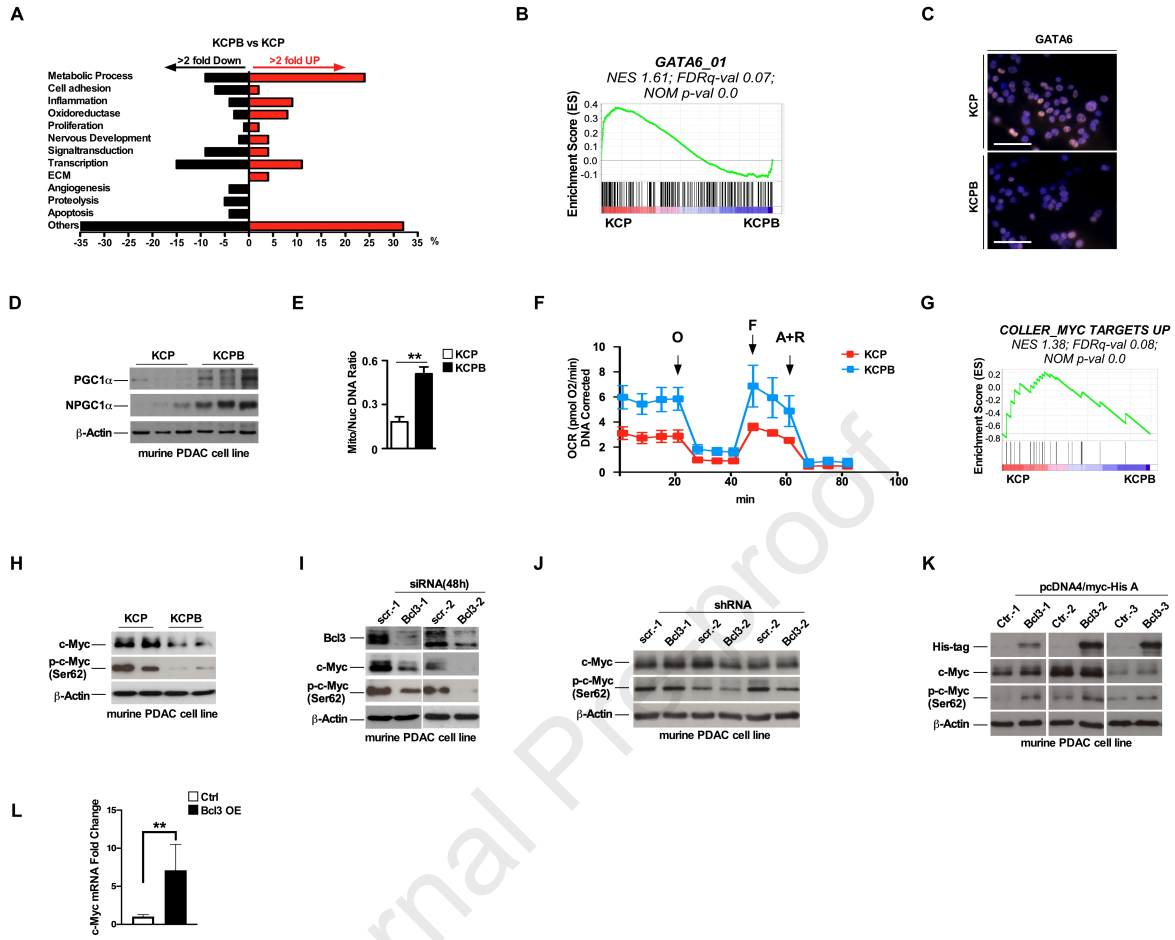 A
KCPB vs KCP
>2 fold Down
>2 fold UP
Metabolic Process
Cell adhesion
Inflammation
Oxidoreductase
Proliferation
Nervous Development
Signaltransduction
Transcription
ECM
Angiogenesis
Proteolysis
Apoptosis
Others
-35 -30 -25 -20 -15 -10 -5 0 5 10 15 20 25 30 35 %
B
GATA6_01
NES 1.61; FDRq-val 0.07;
NOM p-val 0.0
Enrichment Score (ES)
0.4
0.3
0.2
0.1
0.0
-0.1
KCP KCPB
C
GATA6
KCP
KCPB
D
KCP KCPB
PGC1α
NPGC1α
β-Actin
murine PDAC cell line
E
Mito/Nuc DNA Ratio
0.6
0.3
0.0
**
KCP
KCPB
F
OCR (pmol O2/min)
DNA (Corrected
10
8
6
4
2
0
20 40 60 80 100
min
O
F
A+R
KCP
KCPB
G
COLLER_MYC TARGETS UP
NES 1.38; FDRq-val 0.08;
NOM p-val 0.0
Enrichment Score (ES)
0.2
0.0
-0.2
-0.4
-0.6
-0.8
KCP KCPB
H
KCP KCPB
c-Myc
p-c-Myc
(Ser62)
β-Actin
murine PDAC cell line
I
siRNA(48h)
scr.-1 Bcl3-1 scr.-2 Bcl3-2
Bcl3
c-Myc
p-c-Myc
(Ser62)
β-Actin
murine PDAC cell line
J
shRNA
scr.-1 Bcl3-1 scr.-2 Bcl3-2 scr.-2 Bcl3-2
c-Myc
p-c-Myc
(Ser62)
β-Actin
murine PDAC cell line
K
pcDNA4/myc-His A
Ctr.-1 Bcl3-1 Ctr.-2 Bcl3-2 Ctr.-3 Bcl3-3
His-tag
c-Myc
p-c-Myc
(Ser62)
β-Actin
murine PDAC cell line
L
c-Myc mRNA Fold Change
15
10
5
0
**
Ctrl
Bcl3 OE
rnal Pre-proof